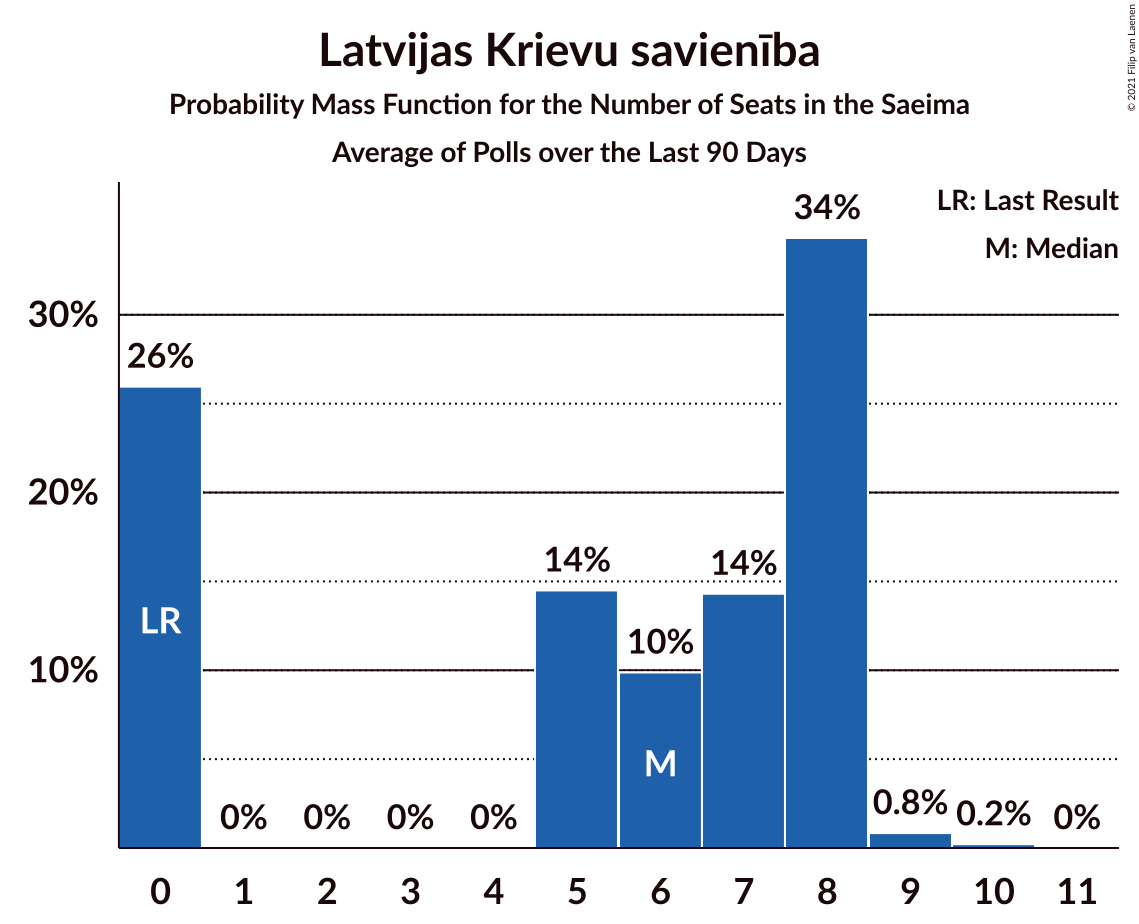 Latvijas Krievu savienība
Probability Mass Function for the Number of Seats in the Saeima
Average of Polls over the Last 90 Days
© 2021 Filip van Laenen
LR: Last Result
M: Median
34%
30%
26%
20%
14%
14%
LR
10%
10%
M
0%
0%
0%
0%
0.8%
0.2%
0%
0 1 2 3 4 5 6 7 8 9 10 11